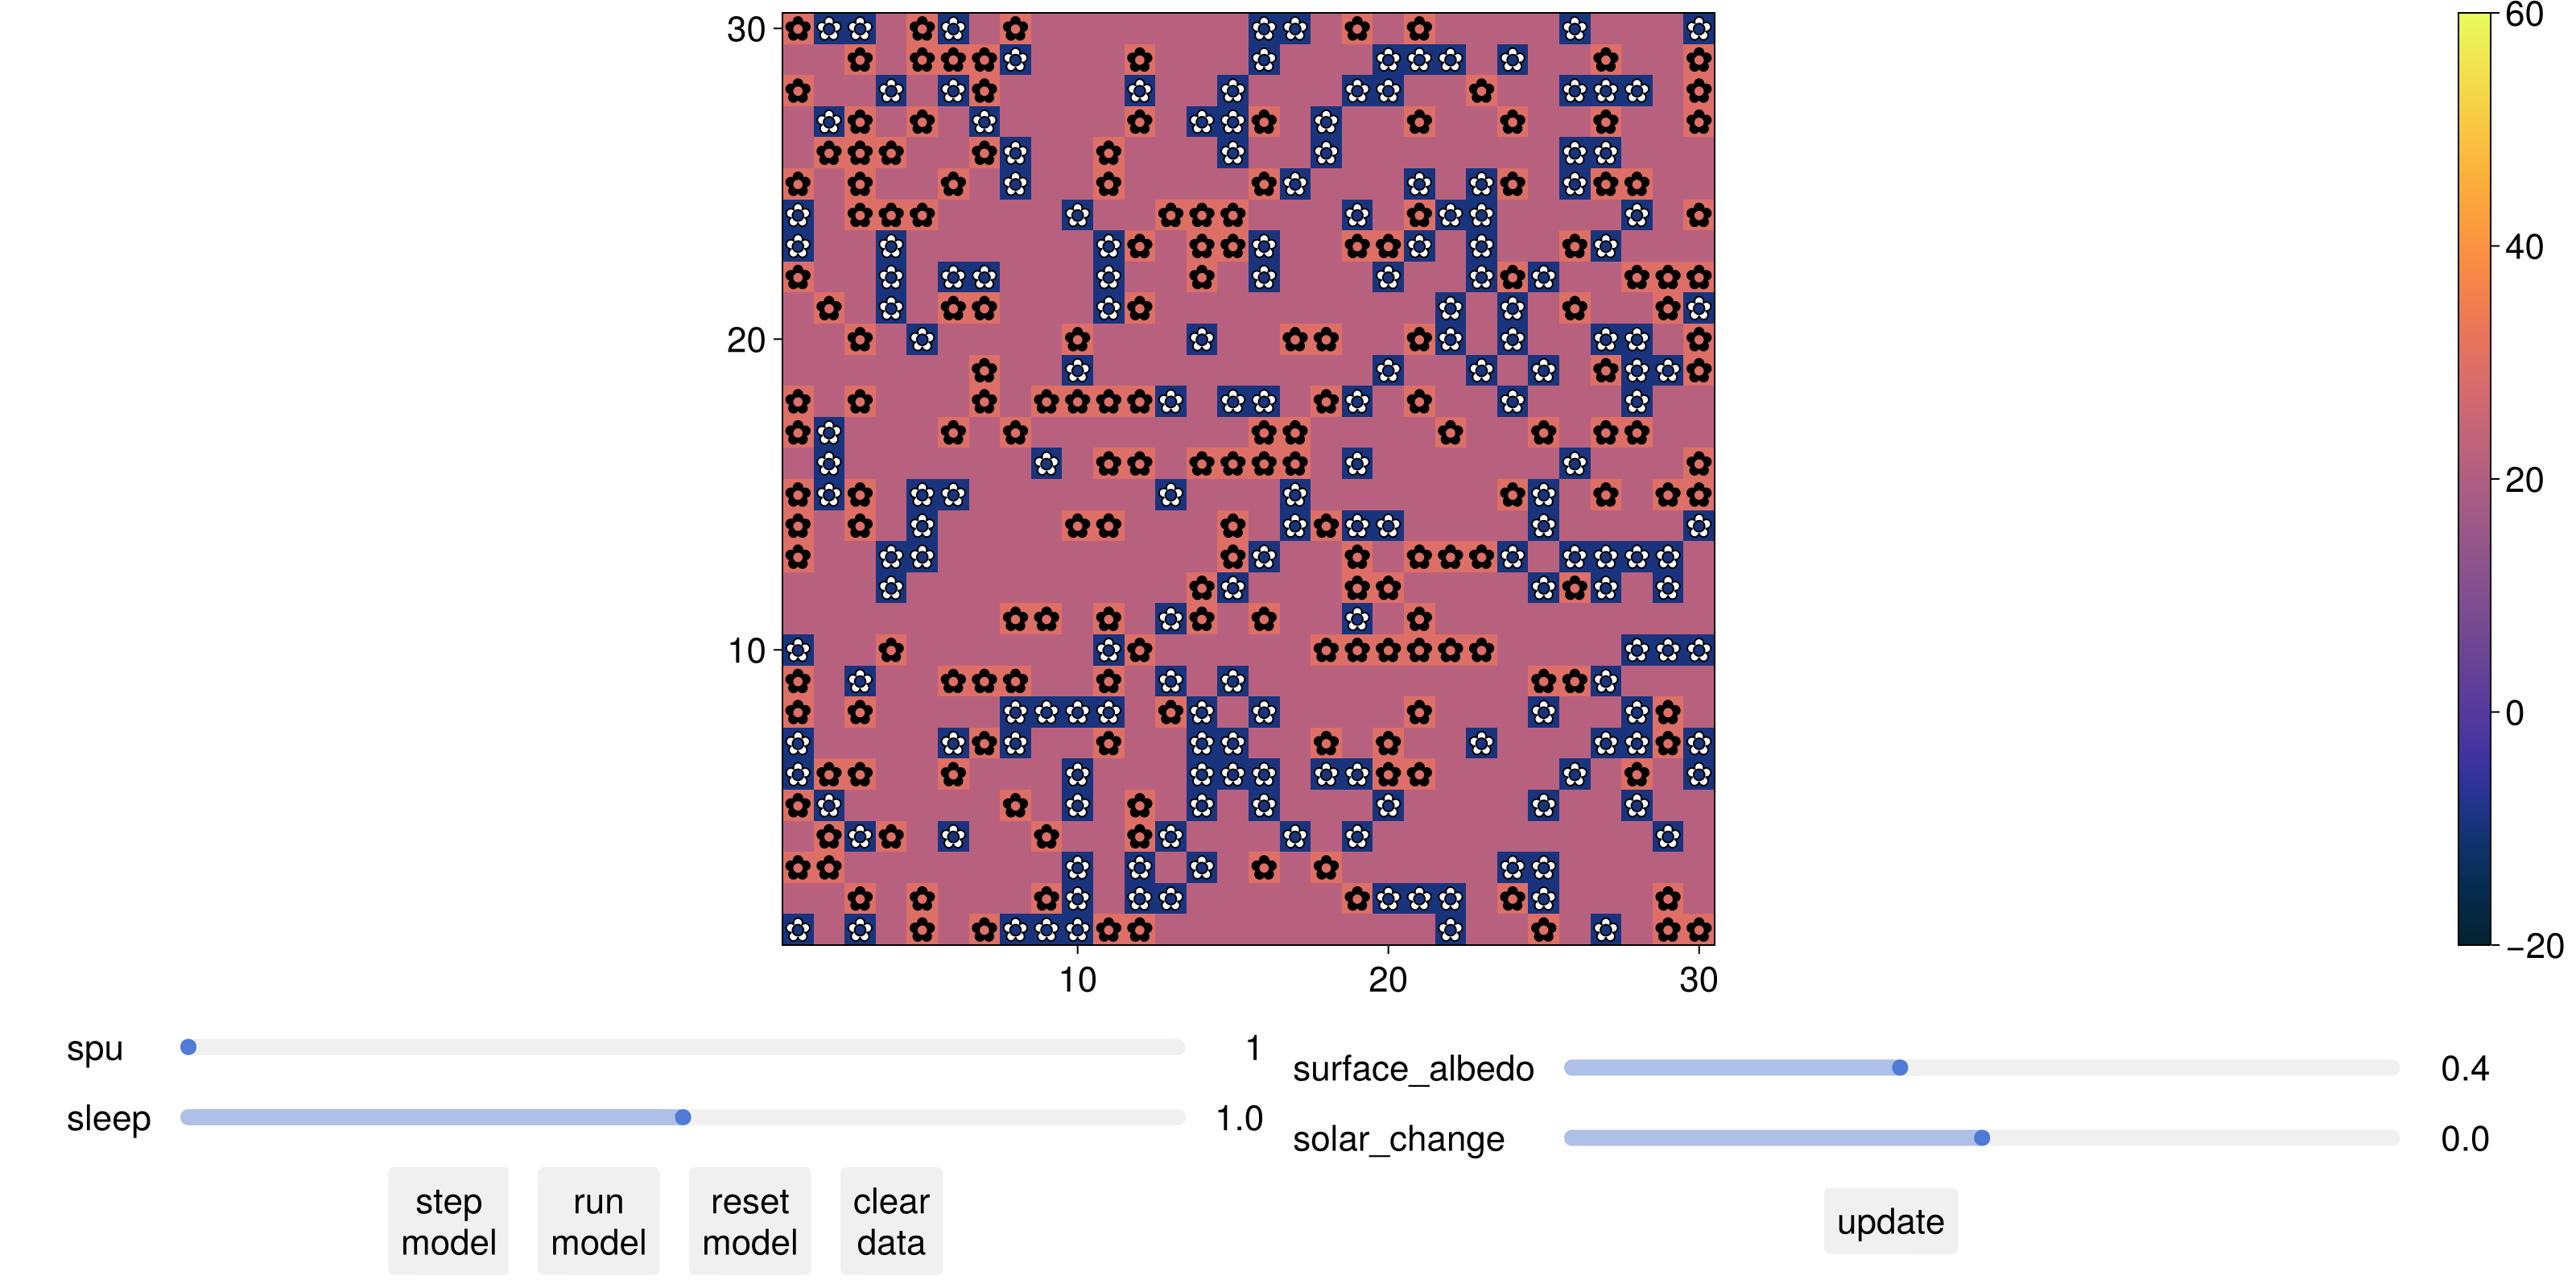 30
20
10
10
20
30
60
40
20
0
−20
spu
1
sleep
1.0
surface_albedo
0.4
solar_change
0.0
step
model
run
model
reset
model
clear
data
update